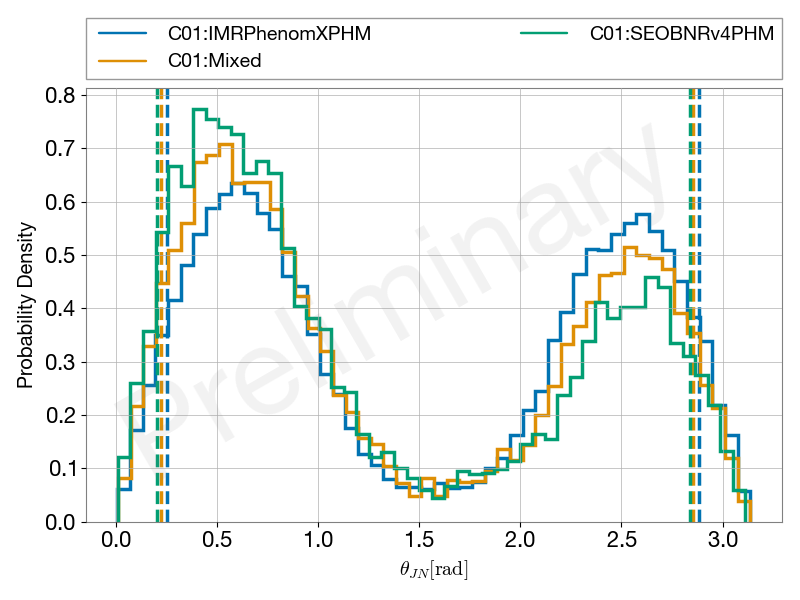 C01:IMRPhenomXPHM
C01:Mixed
C01:SEOBNRv4PHM
0.8
0.7
0.6
0.5
0.4
0.3
0.2
0.1
0.0
Probability Density
Preliminary
0.0 0.5 1.0 1.5 2.0 2.5 3.0
θ_JN[rad]